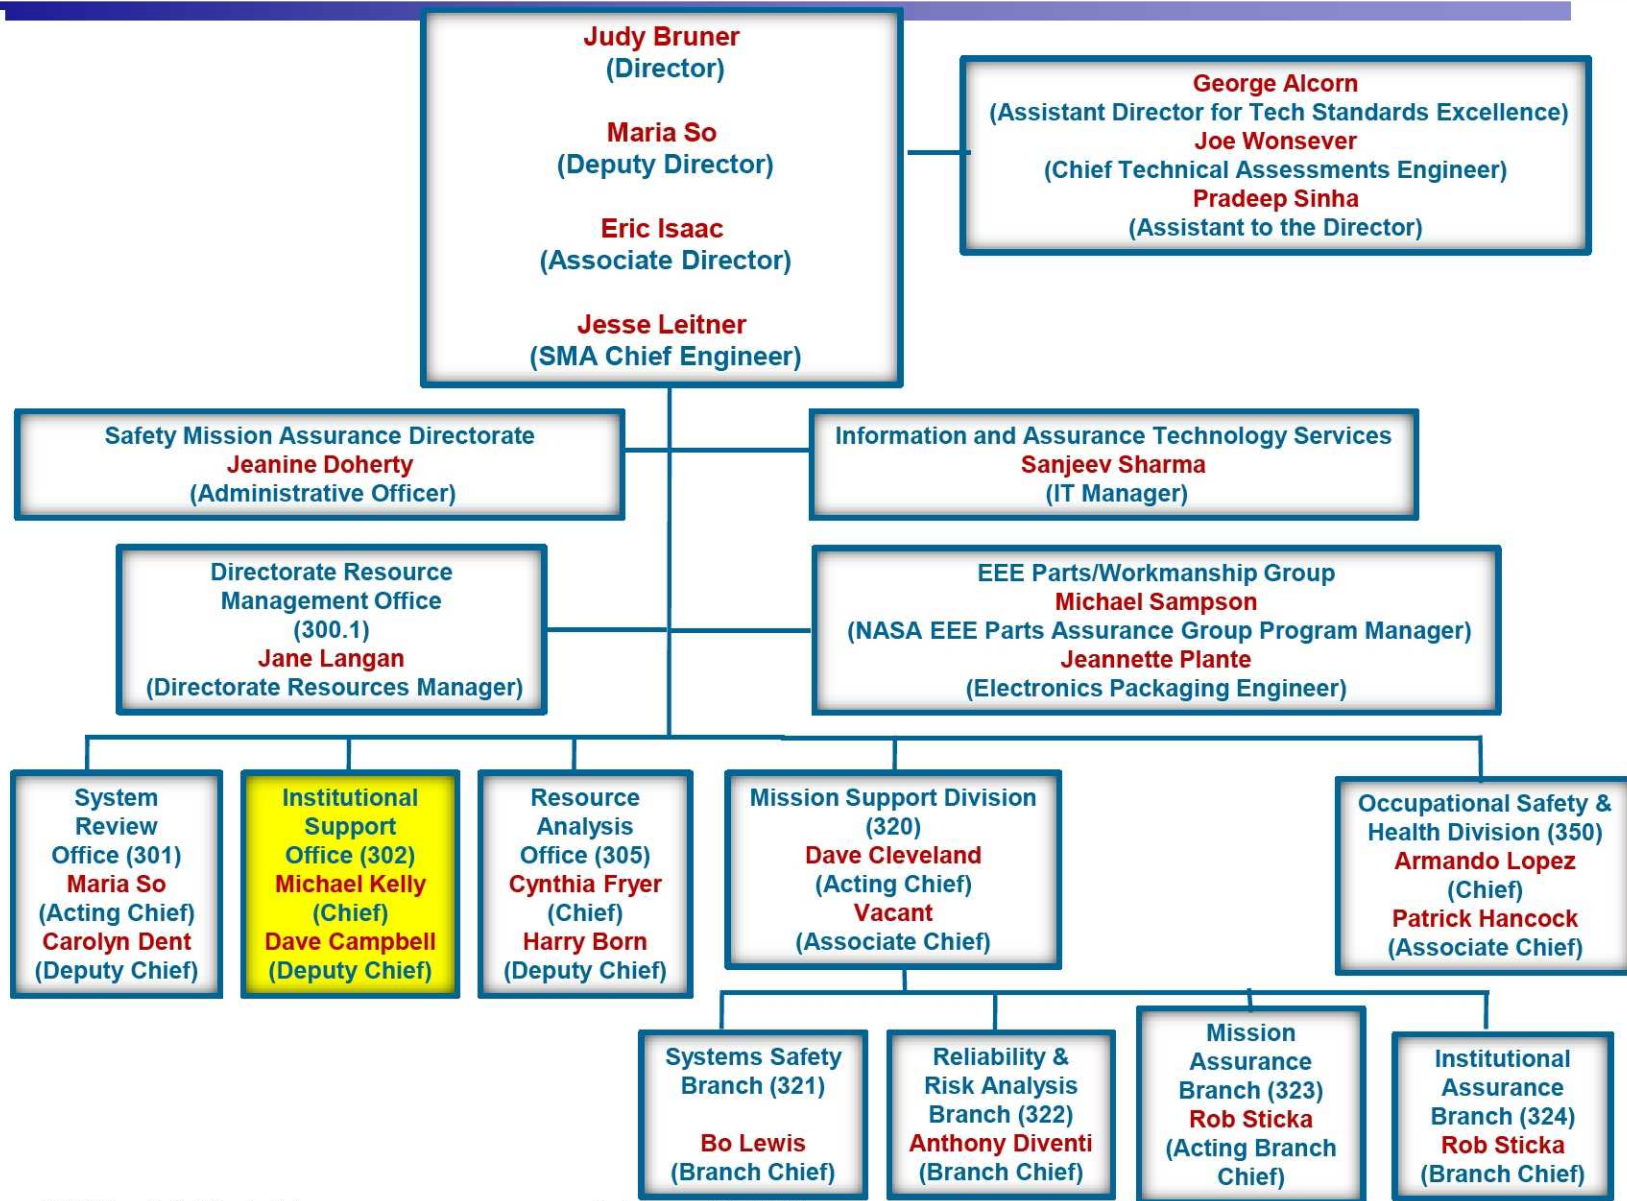 Judy Bruner
(Director)
Maria So
(Deputy Director)
Eric Isaac
(Associate Director)
Jesse Leitner
(SMA Chief Engineer)
George Alcorn
(Assistant Director for Tech Standards Excellence)
Joe Wonsever
(Chief Technical Assessments Engineer)
Pradeep Sinha
(Assistant to the Director)
Safety Mission Assurance Directorate
Jeanine Doherty
(Administrative Officer)
Information and Assurance Technology Services
Sanjeev Sharma
(IT Manager)
Directorate Resource
Management Office
(300.1)
Jane Langan
(Directorate Resources Manager)
EEE Parts/Workmanship Group
Michael Sampson
(NASA EEE Parts Assurance Group Program Manager)
Jeannette Plante
(Electronics Packaging Engineer)
System
Review
Office (301)
Maria So
(Acting Chief)
Carolyn Dent
(Deputy Chief)
Institutional
Support
Office (302)
Michael Kelly
(Chief)
Dave Campbell
(Deputy Chief)
Resource
Analysis
Office (305)
Cynthia Fryer
(Chief)
Harry Born
(Deputy Chief)
Mission Support Division
(320)
Dave Cleveland
(Acting Chief)
Vacant
(Associate Chief)
Occupational Safety &
Health Division (350)
Armando Lopez
(Chief)
Patrick Hancock
(Associate Chief)
Systems Safety
Branch (321)
Bo Lewis
(Branch Chief)
Reliability &
Risk Analysis
Branch (322)
Anthony Diventi
(Branch Chief)
Mission
Assurance
Branch (323)
Rob Sticka
(Acting Branch
Chief)
Institutional
Assurance
Branch (324)
Rob Sticka
(Branch Chief)